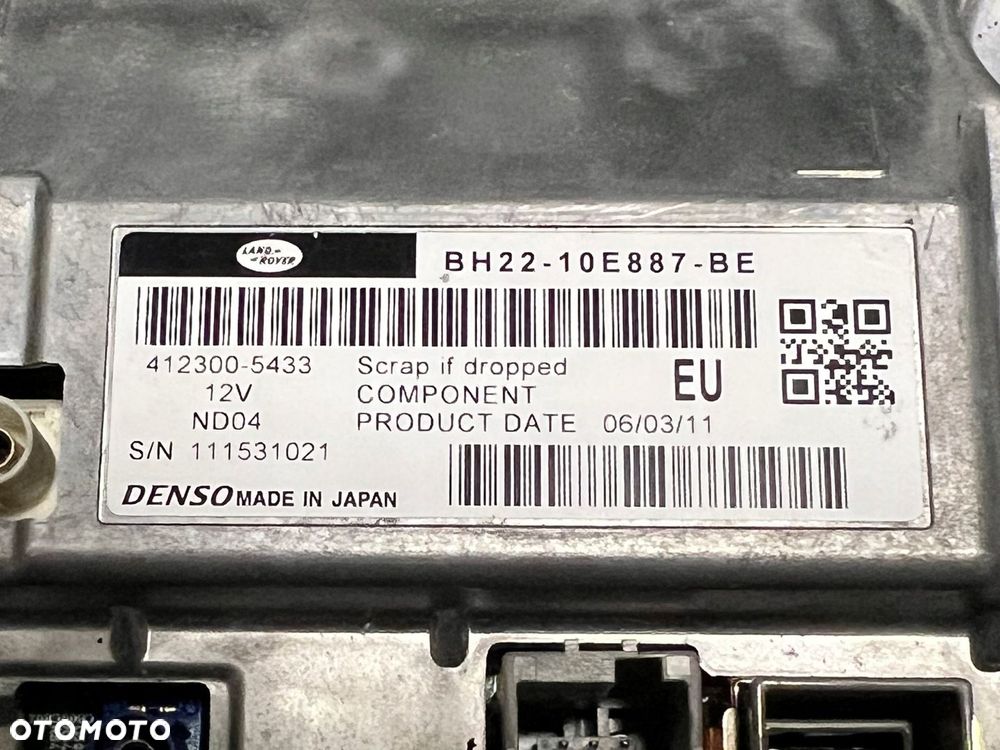 LAND-
-ROVER
BH22-10E887-BE
412300-5433 Scrap if dropped EU
12V COMPONENT
ND04 PRODUCT DATE 06/03/11
S/N 111531021
DENSO MADE IN JAPAN
OTOMOTO